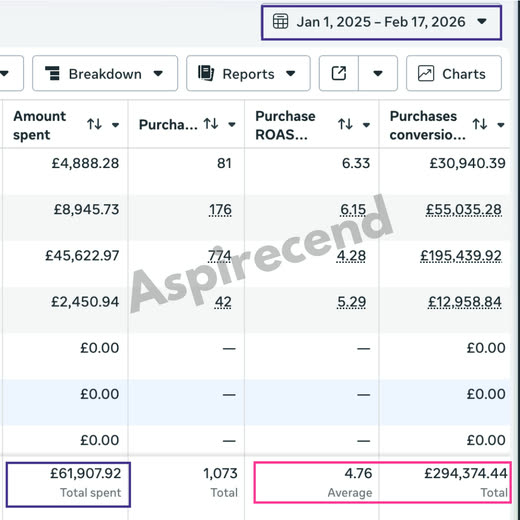 Jan 1, 2025 – Feb 17, 2026
Breakdown Reports Charts
Amount spent Purcha... Purchase ROAS... Purchases conversio...
£4,888.28 81 6.33 £30,940.39
£8,945.73 176 6.15 £55,035.28
£45,622.97 774 4.28 £195,439.92
£2,450.94 42 5.29 £12,958.84
£0.00 — — £0.00
£0.00 — — £0.00
£0.00 — — £0.00
£61,907.92 1,073 4.76 £294,374.44
Total spent Total Average Total
Aspirecend